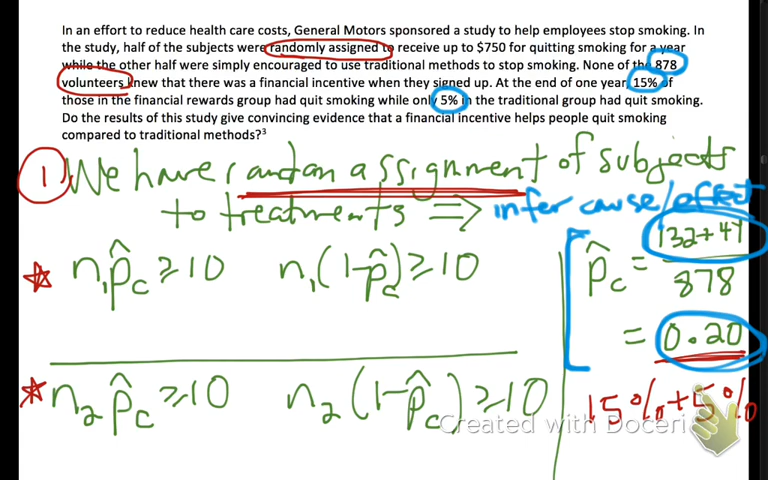 In an effort to reduce health care costs, General Motors sponsored a study to help employees stop smoking. In
the study, half of the subjects were randomly assigned to receive up to $750 for quitting smoking for a year
while the other half were simply encouraged to use traditional methods to stop smoking. None of the 878
volunteers knew that there was a financial incentive when they signed up. At the end of one year, 15% of
those in the financial rewards group had quit smoking while only 5% in the traditional group had quit smoking.
Do the results of this study give convincing evidence that a financial incentive helps people quit smoking
compared to traditional methods?³
① We have random assignment of subjects
to treatments ⇒ infer cause/effect
n₁p̂c ≥ 10 n₁(1-p̂c) ≥ 10
n₂p̂c ≥ 10 n₂(1-p̂c) ≥ 10
p̂c = 132+47
878
= 0.20
15%+5%
Created with Doceri